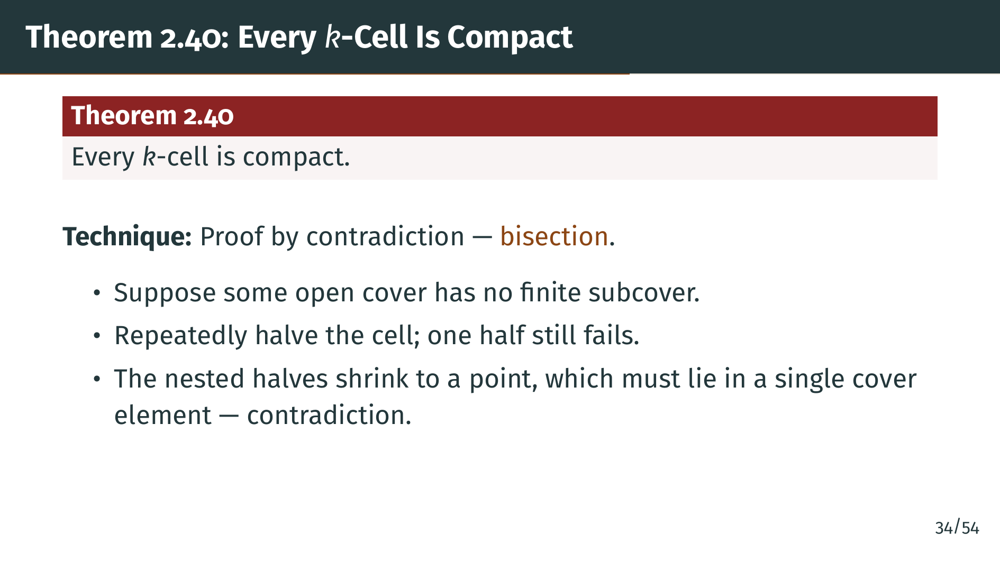 Theorem 2.40: Every k-Cell Is Compact
Theorem 2.40
Every k-cell is compact.
Technique: Proof by contradiction — bisection.
• Suppose some open cover has no finite subcover.
• Repeatedly halve the cell; one half still fails.
• The nested halves shrink to a point, which must lie in a single cover
element — contradiction.
34/54